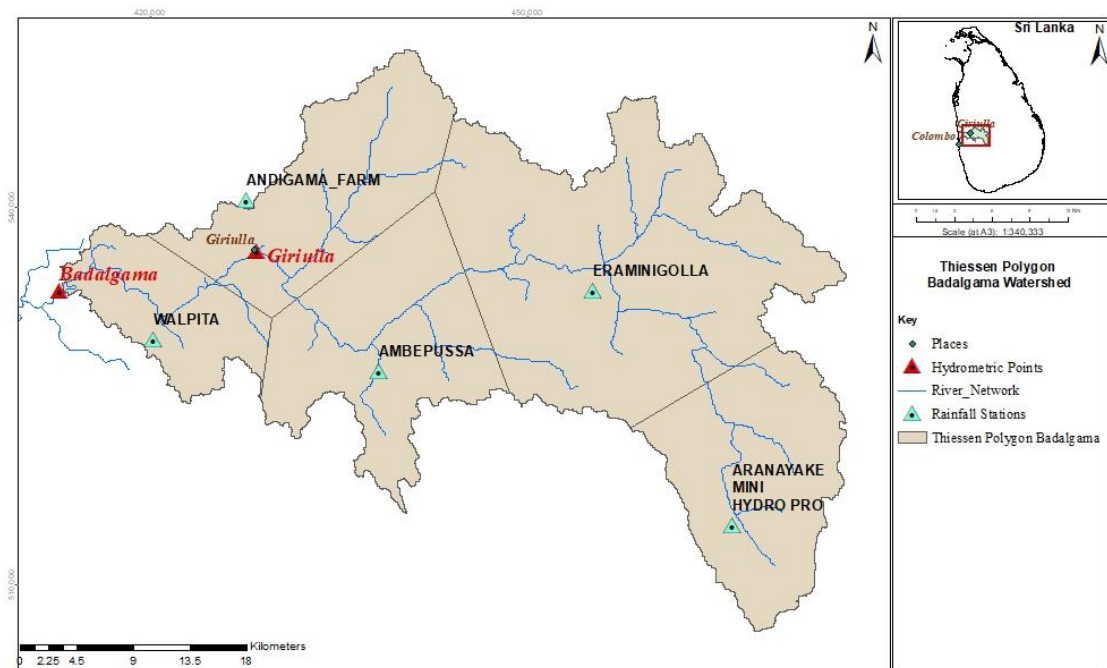 420,000
450,000
N
540,000
510,000
ANDIGAMA_FARM
Giriulla
Giriulla
Badalgama
WALPITA
ERAMINIGOLLA
AMBEPUSSA
ARANAYAKE
MINI
HYDRO PRO
Kilometers
0 2.25 4.5 9 13.5 18
Sri Lanka
N
Giriulla
Colombo
Scale (at A3): 1:340,333
Thiessen Polygon
Badalgama Watershed
Key
Places
Hydrometric Points
River_Network
Rainfall Stations
Thiessen Polygon Badalgama